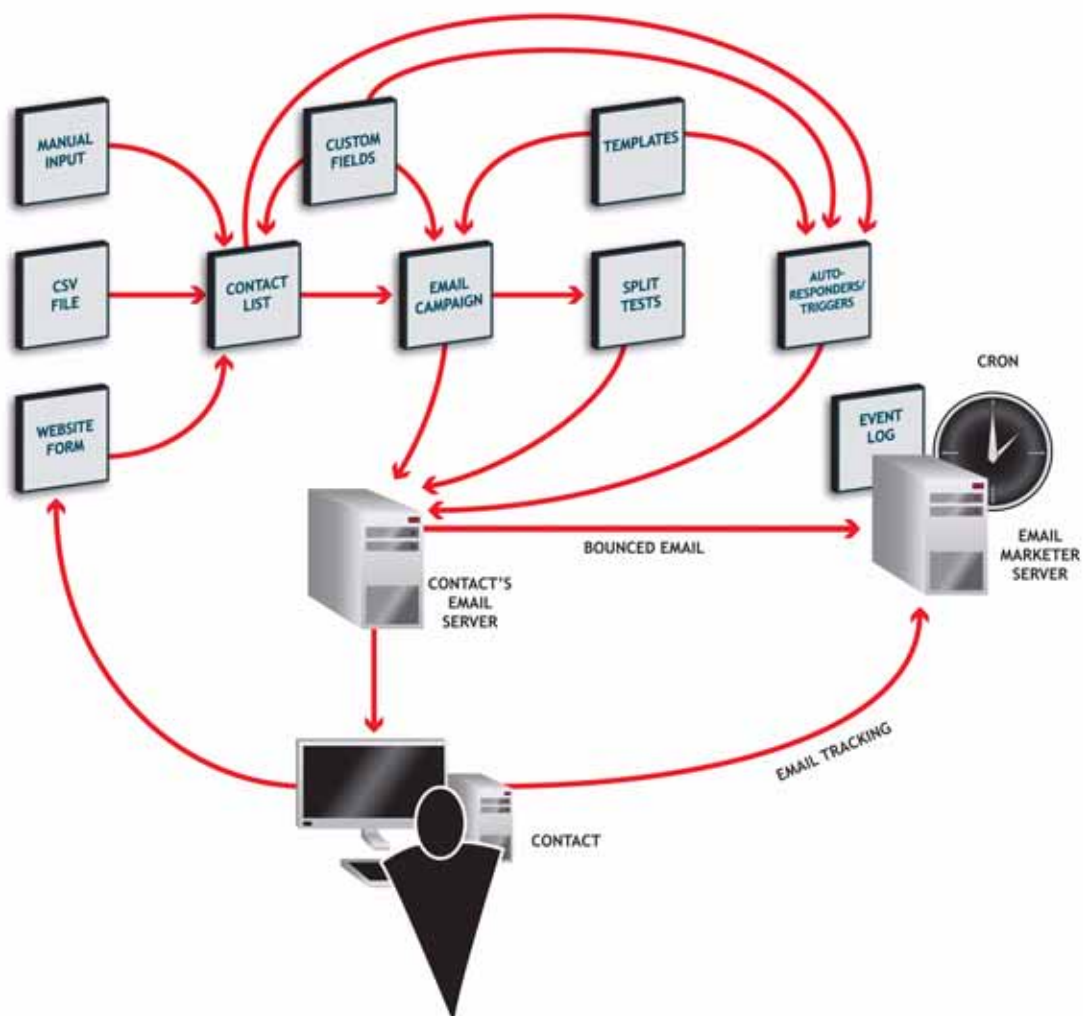 MANUAL
INPUT
CUSTOM
FIELDS
TEMPLATES
CSV
FILE
CONTACT
LIST
EMAIL
CAMPAIGN
SPLIT
TESTS
AUTO-
RESPONDERS/
TRIGGERS
WEBSITE
FORM
CRON
EVENT
LOG
BOUNCED EMAIL
EMAIL
MARKETER
SERVER
CONTACT'S
EMAIL
SERVER
EMAIL TRACKING
CONTACT